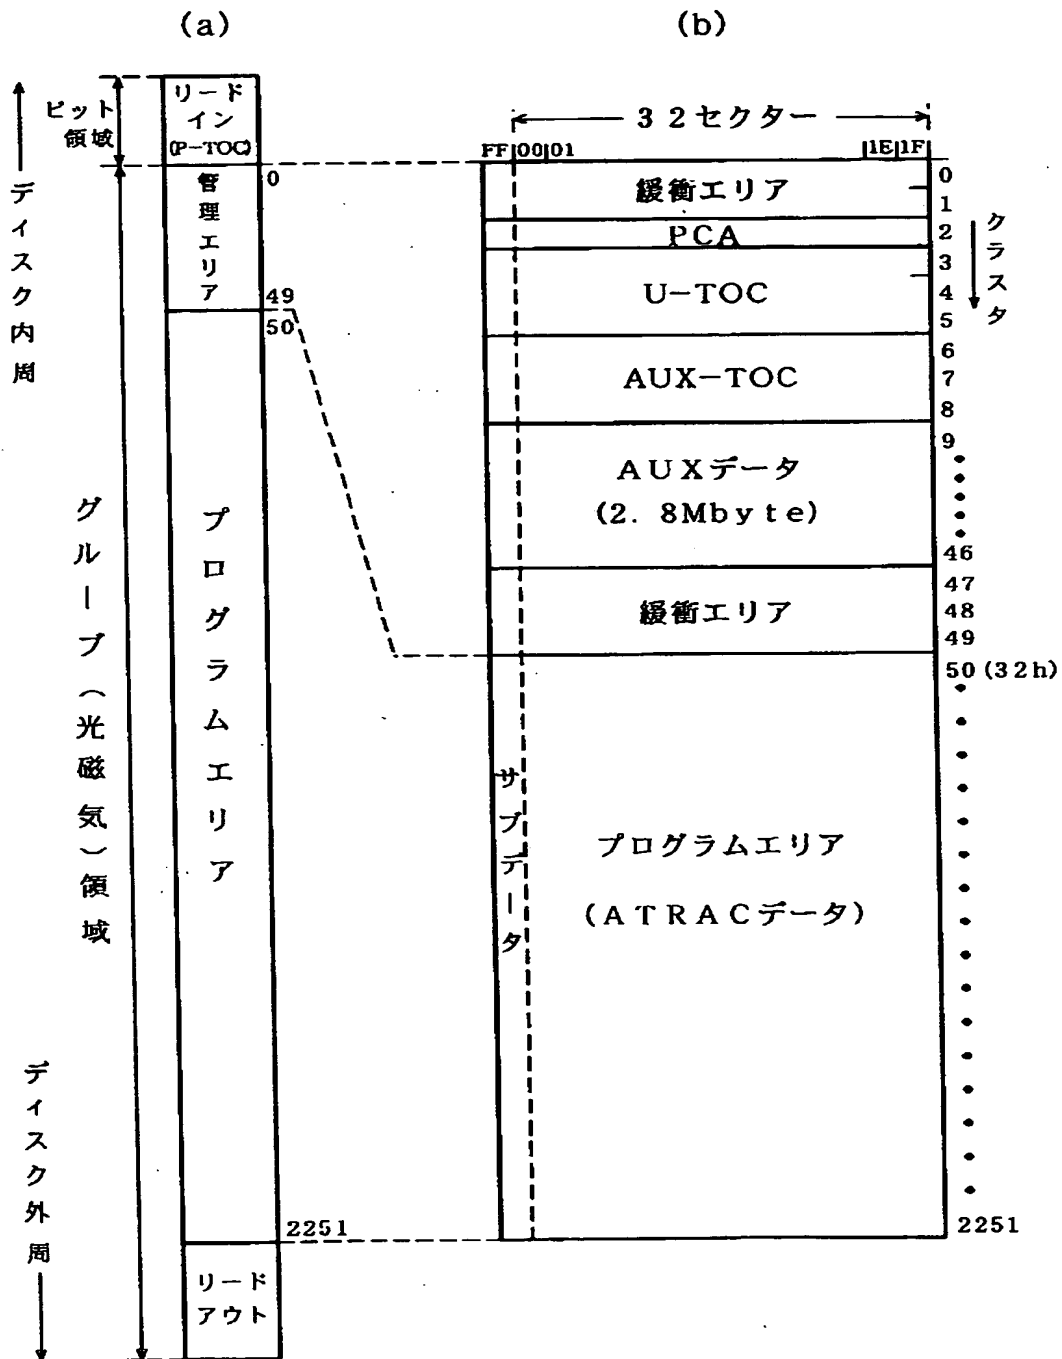 (a)
(b)
ディスク内周
ピット
領域
リード
イン
(P-TOC)
管理エリア
0
49
50
グルーブ(光磁気)領域
プログラムエリア
2251
リード
アウト
ディスク外周
32セクター
FF 00 01 1E 1F
緩衝エリア
0
1
PCA
2
クラスタ
U-TOC
3
4
5
AUX-TOC
6
7
8
AUXデータ
(2. 8Mbyte)
9
46
緩衝エリア
47
48
49
50 (32h)
サブデータ
プログラムエリア
(ATRACデータ)
2251